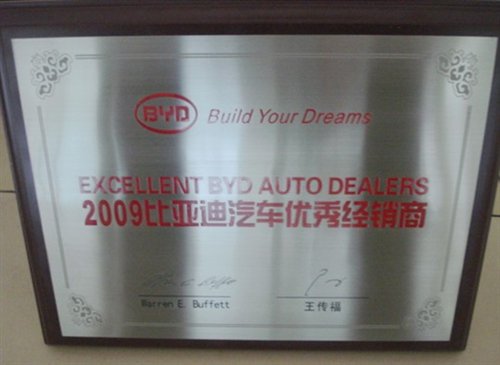 BYD Build Your Dreams
EXCELLENT BYD AUTO DEALERS
2009比亚迪汽车优秀经销商
Warren E. Buffett 王传福